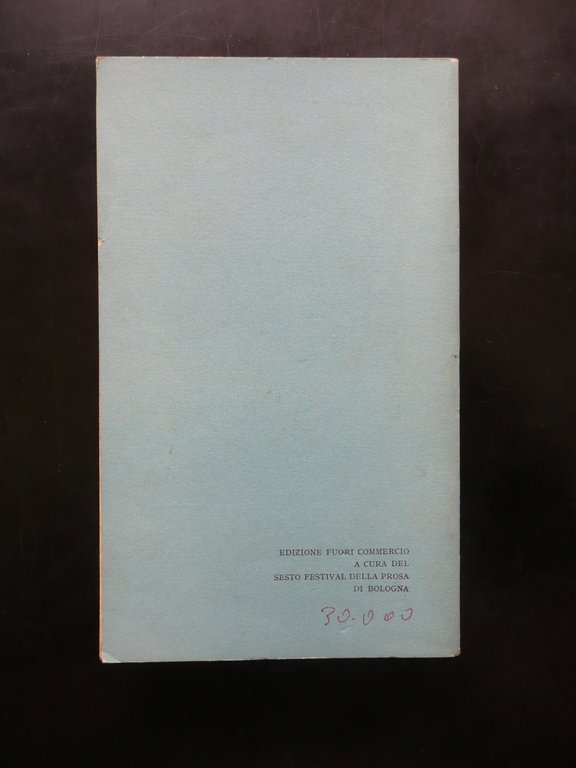 EDIZIONE FUORI COMMERCIO
A CURA DEL
SESTO FESTIVAL DELLA PROSA
DI BOLOGNA
30.000